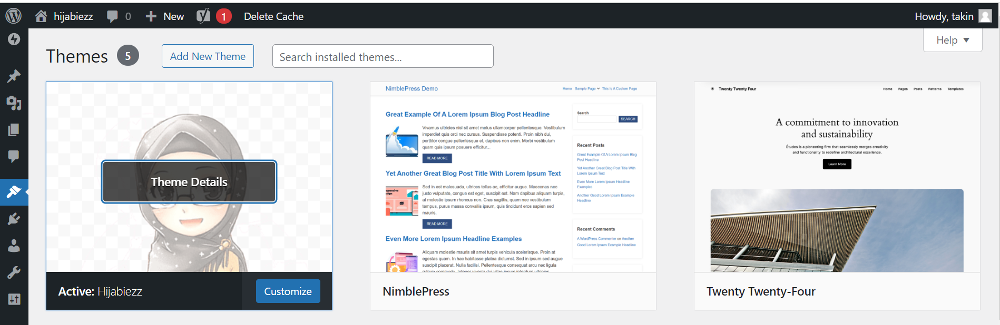 hijabiezz
0
New
1
Delete Cache
Howdy, takin
Help
Themes
5
Add New Theme
Search installed themes...
Theme Details
Active: Hijabiezz
Customize
NimblePress Demo
Home Sample Page This Is A Custom Page
Great Example Of A Lorem Ipsum Blog Post Headline
Vivamus ultricies nisl sit amet metus ullamcorper pellentesque. Vestibulum
imperdiet quis orci nec cursus. Suspendisse potenti. Proin nibh dui,
porttitor congue pellentesque et, dapibus non enim. Morbi vestibulum
quam quis ipsum posuere efficitur...
READ MORE
Yet Another Great Blog Post Title With Lorem Ipsum Text
Sed in est malesuada, ultrices tellus ac, efficitur augue. Maecenas nec
justo vulputate, congue est eget, suscipit est. Nam dapibus aliquam turpis,
at molestie ipsum rhoncus non. Cras sagittis, quam nec vestibulum
tempus, purus massa convallis ipsum, quis tincidunt eros sapien sed
mauris.
READ MORE
Even More Lorem Ipsum Headline Examples
Aliquam molestie mauris sit amet turpis vehicula scelerisque. Proin at
egestas quam. In hac habitasse platea dictumst. Sed in ipsum sed augue
suscipit placerat. Nulla facilisi. Pellentesque consequat arcu nec ligula
rutrum commodo. Integer viverra dui vitae ipsum interdum ultricies
Search
SEARCH
Recent Posts
Great Example Of A Lorem Ipsum Blog
Post Headline
Yet Another Great Blog Post Title With
Lorem Ipsum Text
Even More Lorem Ipsum Headline
Examples
Another Good Lorem Ipsum Example
Headline
Recent Comments
A WordPress Commenter on Another
Good Lorem Ipsum Example Headline
NimblePress
Twenty Twenty Four
Home Pages Posts Patterns Templates
A commitment to innovation
and sustainability
Études is a pioneering firm that seamlessly merges creativity
and functionality to redefine architectural excellence.
Learn More
Twenty Twenty-Four